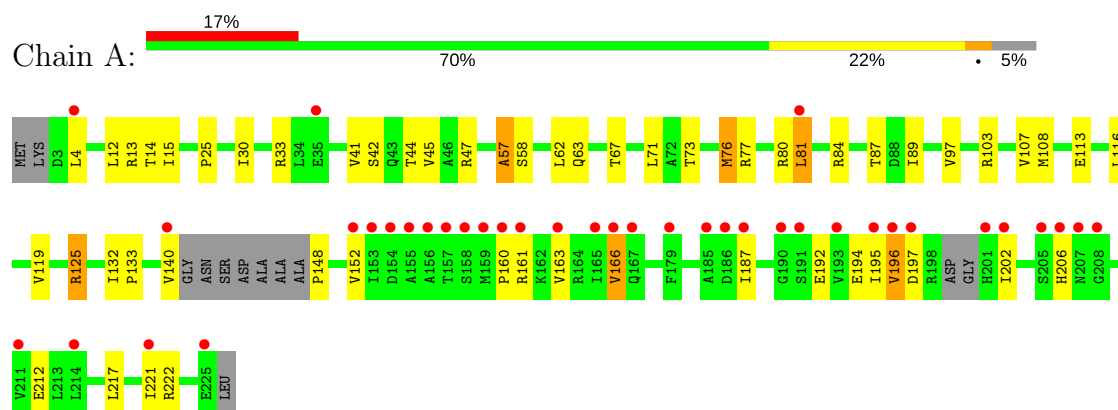 17%
Chain A:
70% 22% • 5%
MET LYS D3 L4 L12 R13 T14 I15 P25 I30 R33 L34 E35 V41 S42 Q43 T44 V45 A46 R47 A57 S58 L62 Q63 T67 L71 A72 T73 M76 R77 R80 L81 R84 T87 D88 I89 V97 R103 V107 M108 E113 L116
V119 R125 I132 P133 V140 GLY ASN SER ASP ALA ALA ALA P148 V152 I153 D154 A155 A156 T157 S158 M159 P160 R161 K162 V163 R164 I165 V166 Q167 F179 A185 D186 I187 G190 S191 E192 V193 E194 I195 V196 D197 R198 ASP GLY H201 I202 S205 H206 N207 G208
V211 E212 L213 L214 L217 I221 R222 E225 LEU